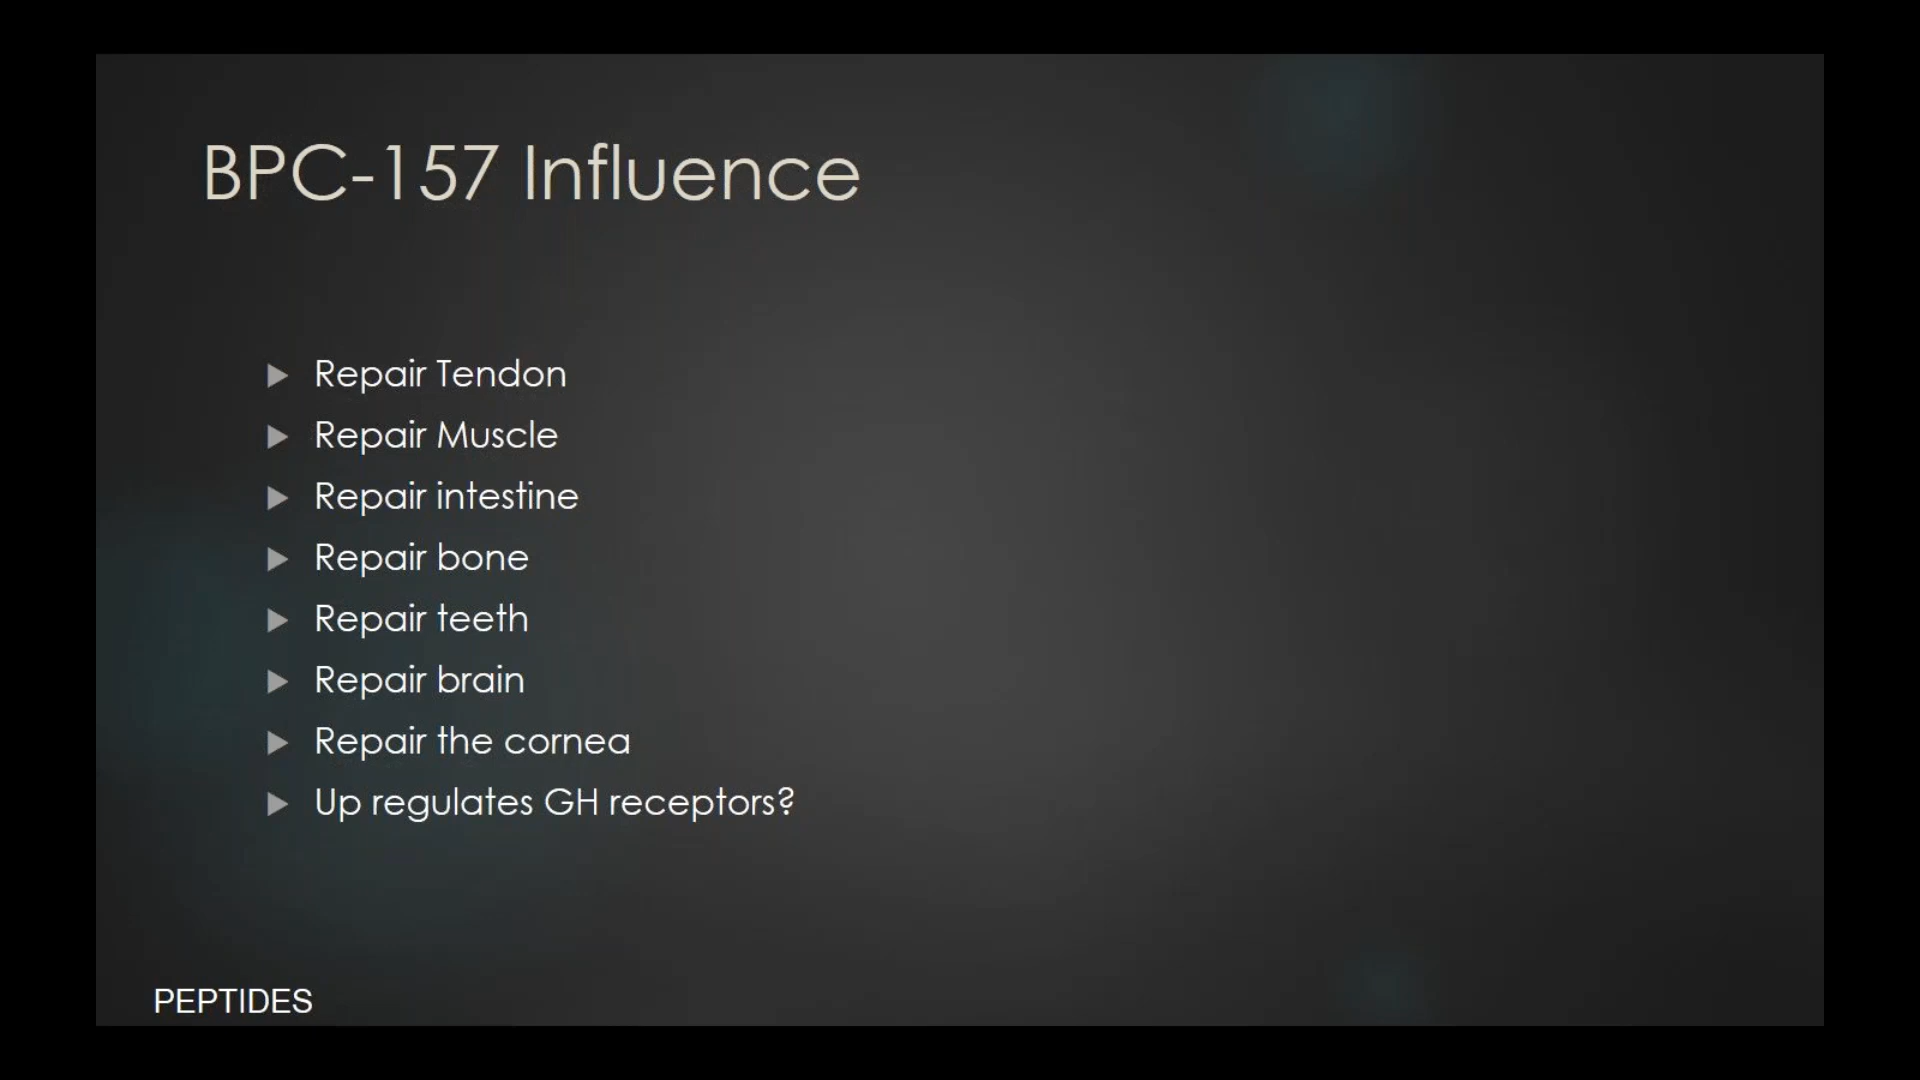 BPC-157 Influence
Repair Tendon
Repair Muscle
Repair intestine
Repair bone
Repair teeth
Repair brain
Repair the cornea
Up regulates GH receptors?
PEPTIDES